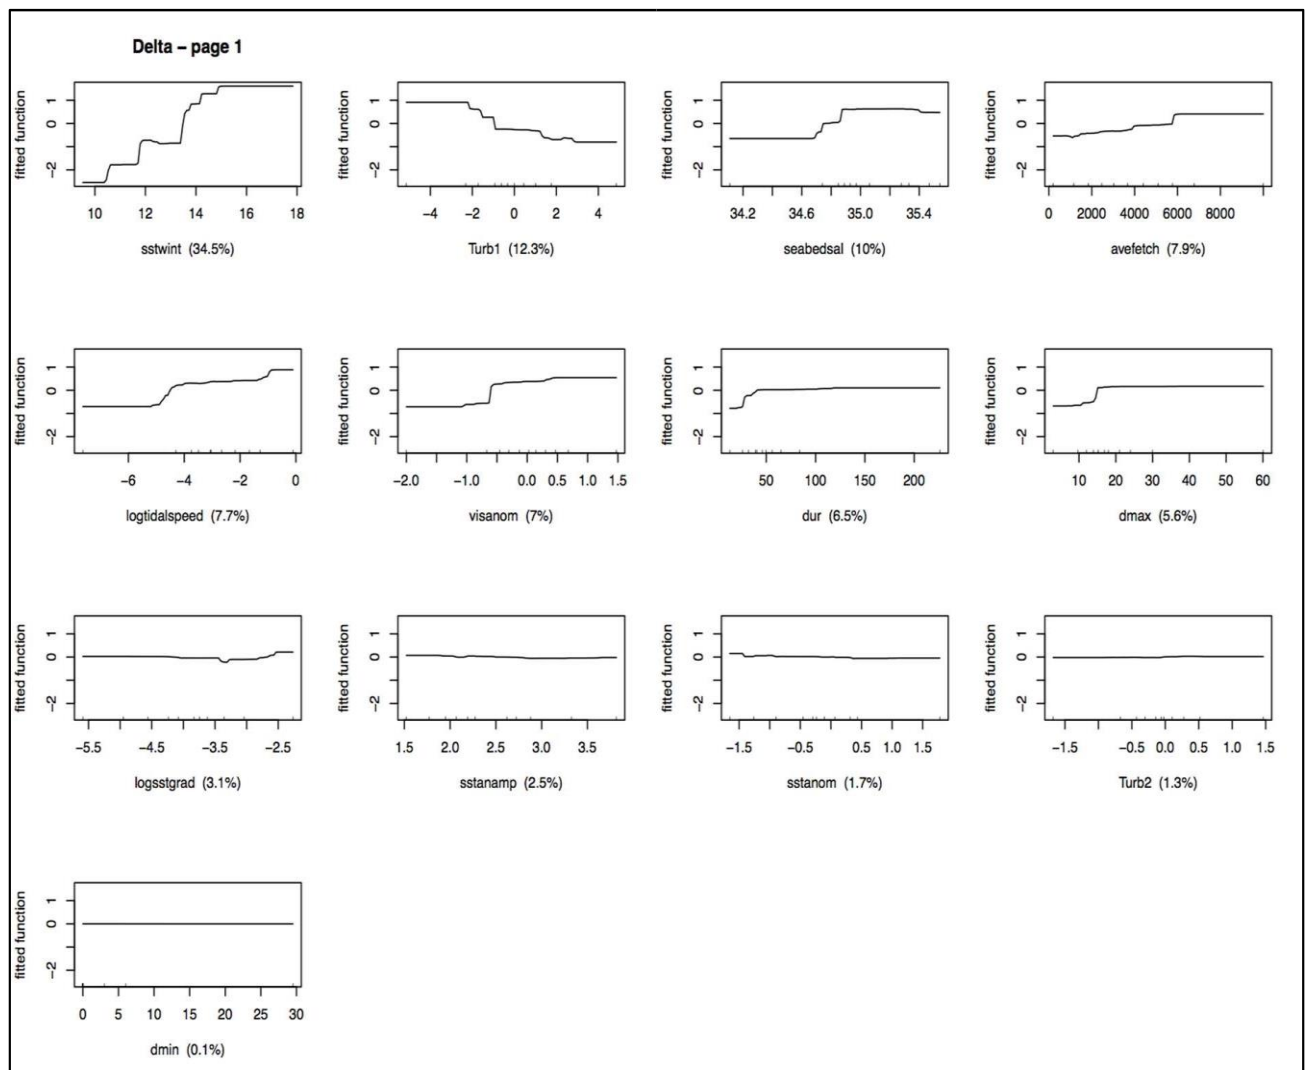 Delta – page 1
fitted function
1
0
−2
10 12 14 16 18
sstwint (34.5%)
fitted function
1
0
−2
−4 −2 0 2 4
Turb1 (12.3%)
fitted function
1
0
−2
34.2 34.6 35.0 35.4
seabedsal (10%)
fitted function
1
0
−2
0 2000 4000 6000 8000
avefetch (7.9%)
fitted function
1
0
−2
−6 −4 −2 0
logtidalspeed (7.7%)
fitted function
1
0
−2
−2.0 −1.0 0.0 0.5 1.0 1.5
visanom (7%)
fitted function
1
0
−2
50 100 150 200
dur (6.5%)
fitted function
1
0
−2
10 20 30 40 50 60
dmax (5.6%)
fitted function
1
0
−2
−5.5 −4.5 −3.5 −2.5
logsstgrad (3.1%)
fitted function
1
0
−2
1.5 2.0 2.5 3.0 3.5
sstanamp (2.5%)
fitted function
1
0
−2
−1.5 −0.5 0.5 1.0 1.5
sstanom (1.7%)
fitted function
1
0
−2
−1.5 −0.5 0.0 0.5 1.0 1.5
Turb2 (1.3%)
fitted function
1
0
−2
0 5 10 15 20 25 30
dmin (0.1%)